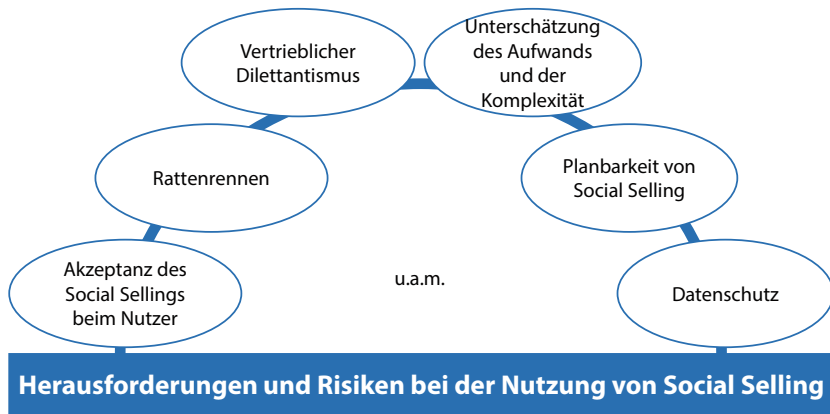 Vertrieblicher
Dilettantismus
Unterschätzung
des Aufwands
und der
Komplexität
Rattenrennen
Planbarkeit von
Social Selling
Akzeptanz des
Social Sellings
beim Nutzer
u.a.m.
Datenschutz
Herausforderungen und Risiken bei der Nutzung von Social Selling